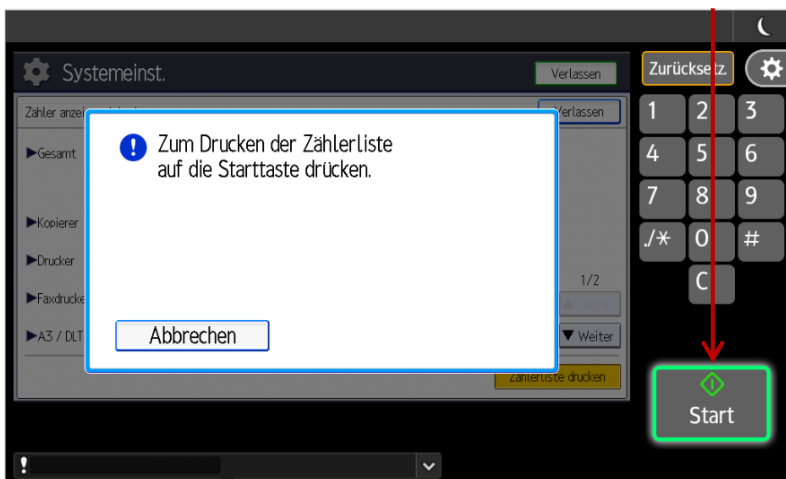 Systemeinst.
Verlassen
Zurücksetz.
Zähler anzei
Verlassen
Zum Drucken der Zählerliste
auf die Starttaste drücken.
▶Gesamt
▶Kopierer
▶Drucker
▶Faxdrucke
▶A3 / DLT
1/2
▲ Zurück
▼ Weiter
Abbrechen
Zählerliste drucken
1 2 3
4 5 6
7 8 9
./* 0 #
C
Start